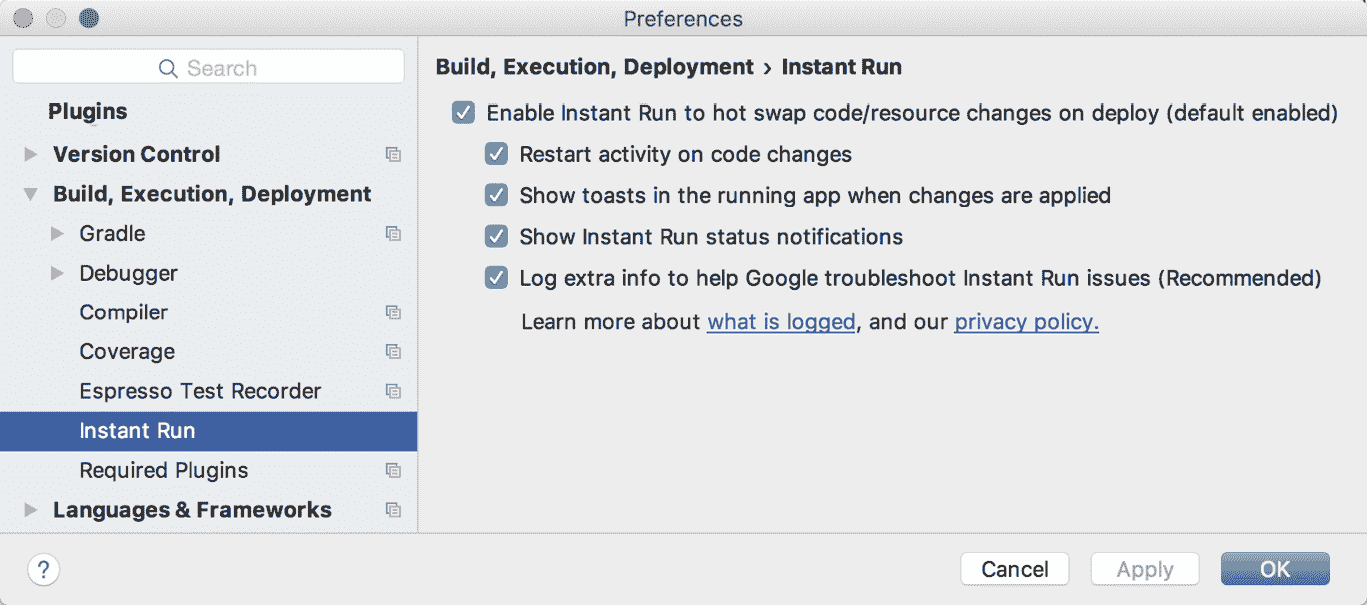 Preferences
Search
Plugins
Version Control
Build, Execution, Deployment
Gradle
Debugger
Compiler
Coverage
Espresso Test Recorder
Instant Run
Required Plugins
Languages & Frameworks
Build, Execution, Deployment › Instant Run
Enable Instant Run to hot swap code/resource changes on deploy (default enabled)
Restart activity on code changes
Show toasts in the running app when changes are applied
Show Instant Run status notifications
Log extra info to help Google troubleshoot Instant Run issues (Recommended)
Learn more about what is logged, and our privacy policy.
?
Cancel
Apply
OK